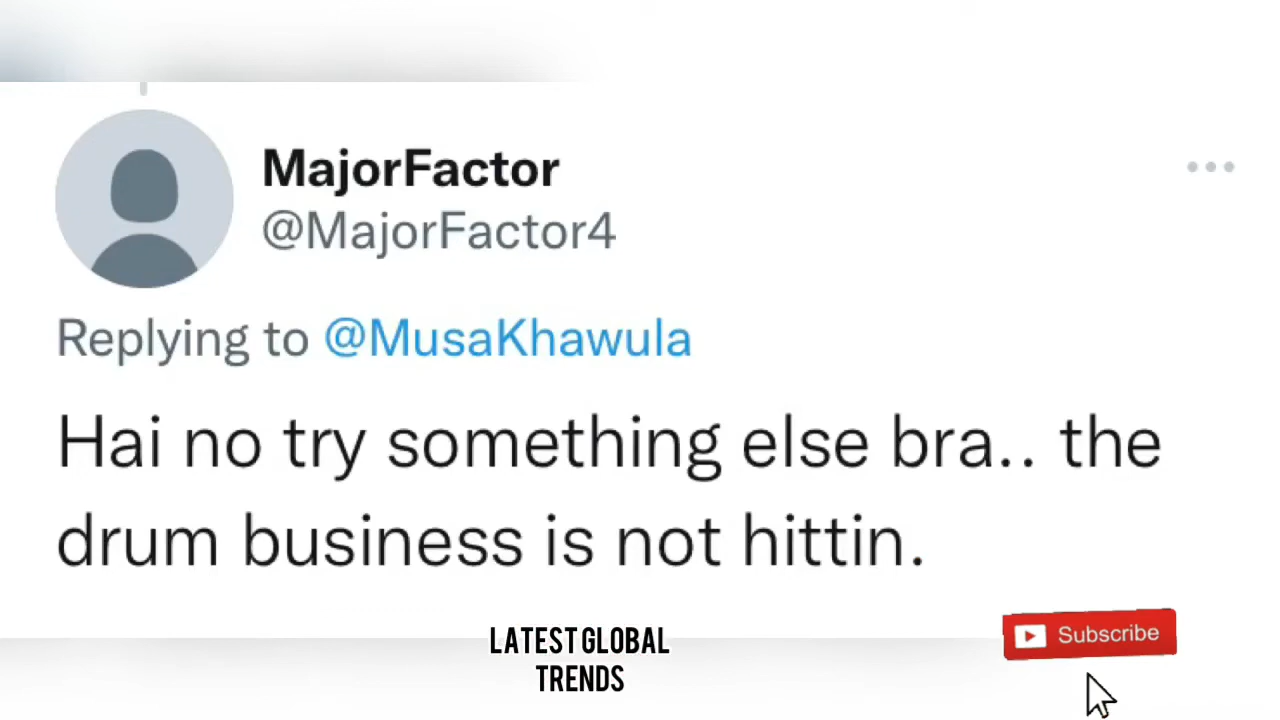 MajorFactor
@MajorFactor4
Replying to @MusaKhawula
Hai no try something else bra.. the
drum business is not hittin.
LATEST GLOBAL
TRENDS
Subscribe